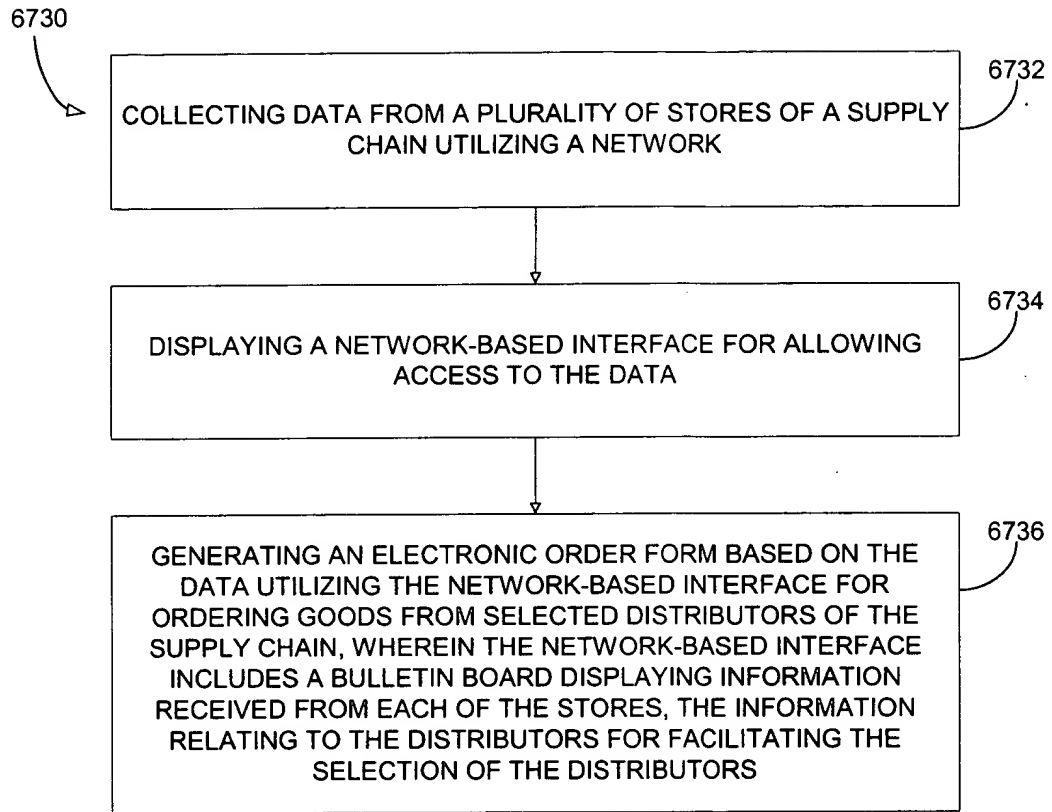 6730
6732
COLLECTING DATA FROM A PLURALITY OF STORES OF A SUPPLY
CHAIN UTILIZING A NETWORK
6734
DISPLAYING A NETWORK-BASED INTERFACE FOR ALLOWING
ACCESS TO THE DATA
6736
GENERATING AN ELECTRONIC ORDER FORM BASED ON THE
DATA UTILIZING THE NETWORK-BASED INTERFACE FOR
ORDERING GOODS FROM SELECTED DISTRIBUTORS OF THE
SUPPLY CHAIN, WHEREIN THE NETWORK-BASED INTERFACE
INCLUDES A BULLETIN BOARD DISPLAYING INFORMATION
RECEIVED FROM EACH OF THE STORES, THE INFORMATION
RELATING TO THE DISTRIBUTORS FOR FACILITATING THE
SELECTION OF THE DISTRIBUTORS